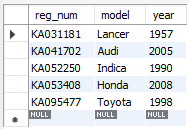 reg_num model year
KA031181 Lancer 1957
KA041702 Audi 2005
KA052250 Indica 1990
KA053408 Honda 2008
KA095477 Toyota 1998
NULL NULL NULL